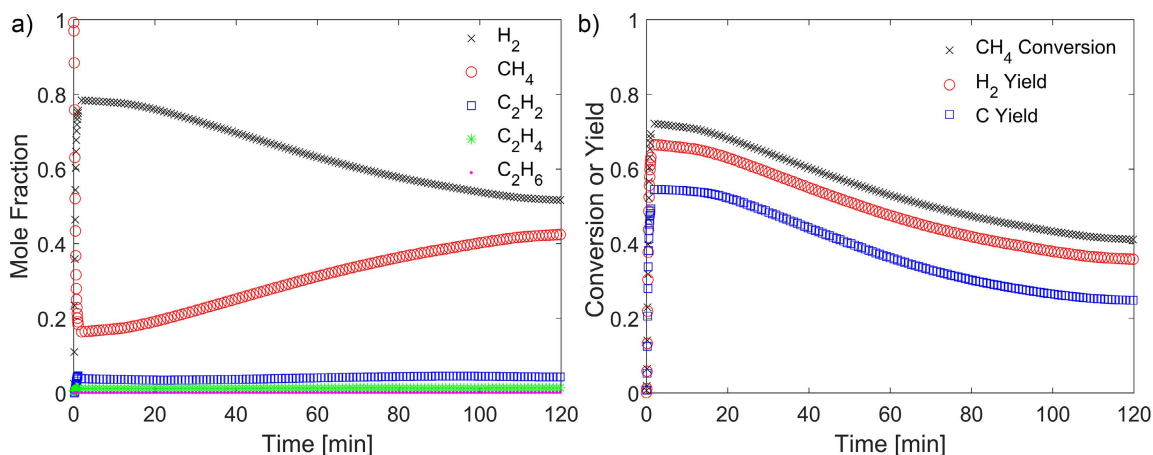 a)
Mole Fraction
1
0.8
0.6
0.4
0.2
0
0 20 40 60 80 100 120
Time [min]
H2
CH4
C2H2
C2H4
C2H6
b)
Conversion or Yield
1
0.8
0.6
0.4
0.2
0
0 20 40 60 80 100 120
Time [min]
CH4 Conversion
H2 Yield
C Yield